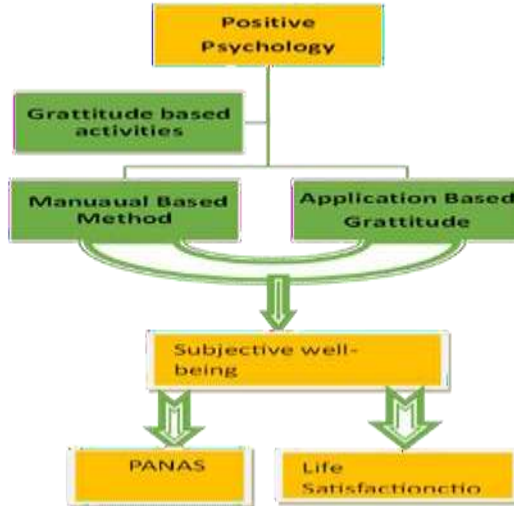 Positive
Psychology
Grattitude based
activities
Manuaual Based
Method
Application Based
Grattitude
Subjective well-
being
PANAS
Life
Satisfactionctio